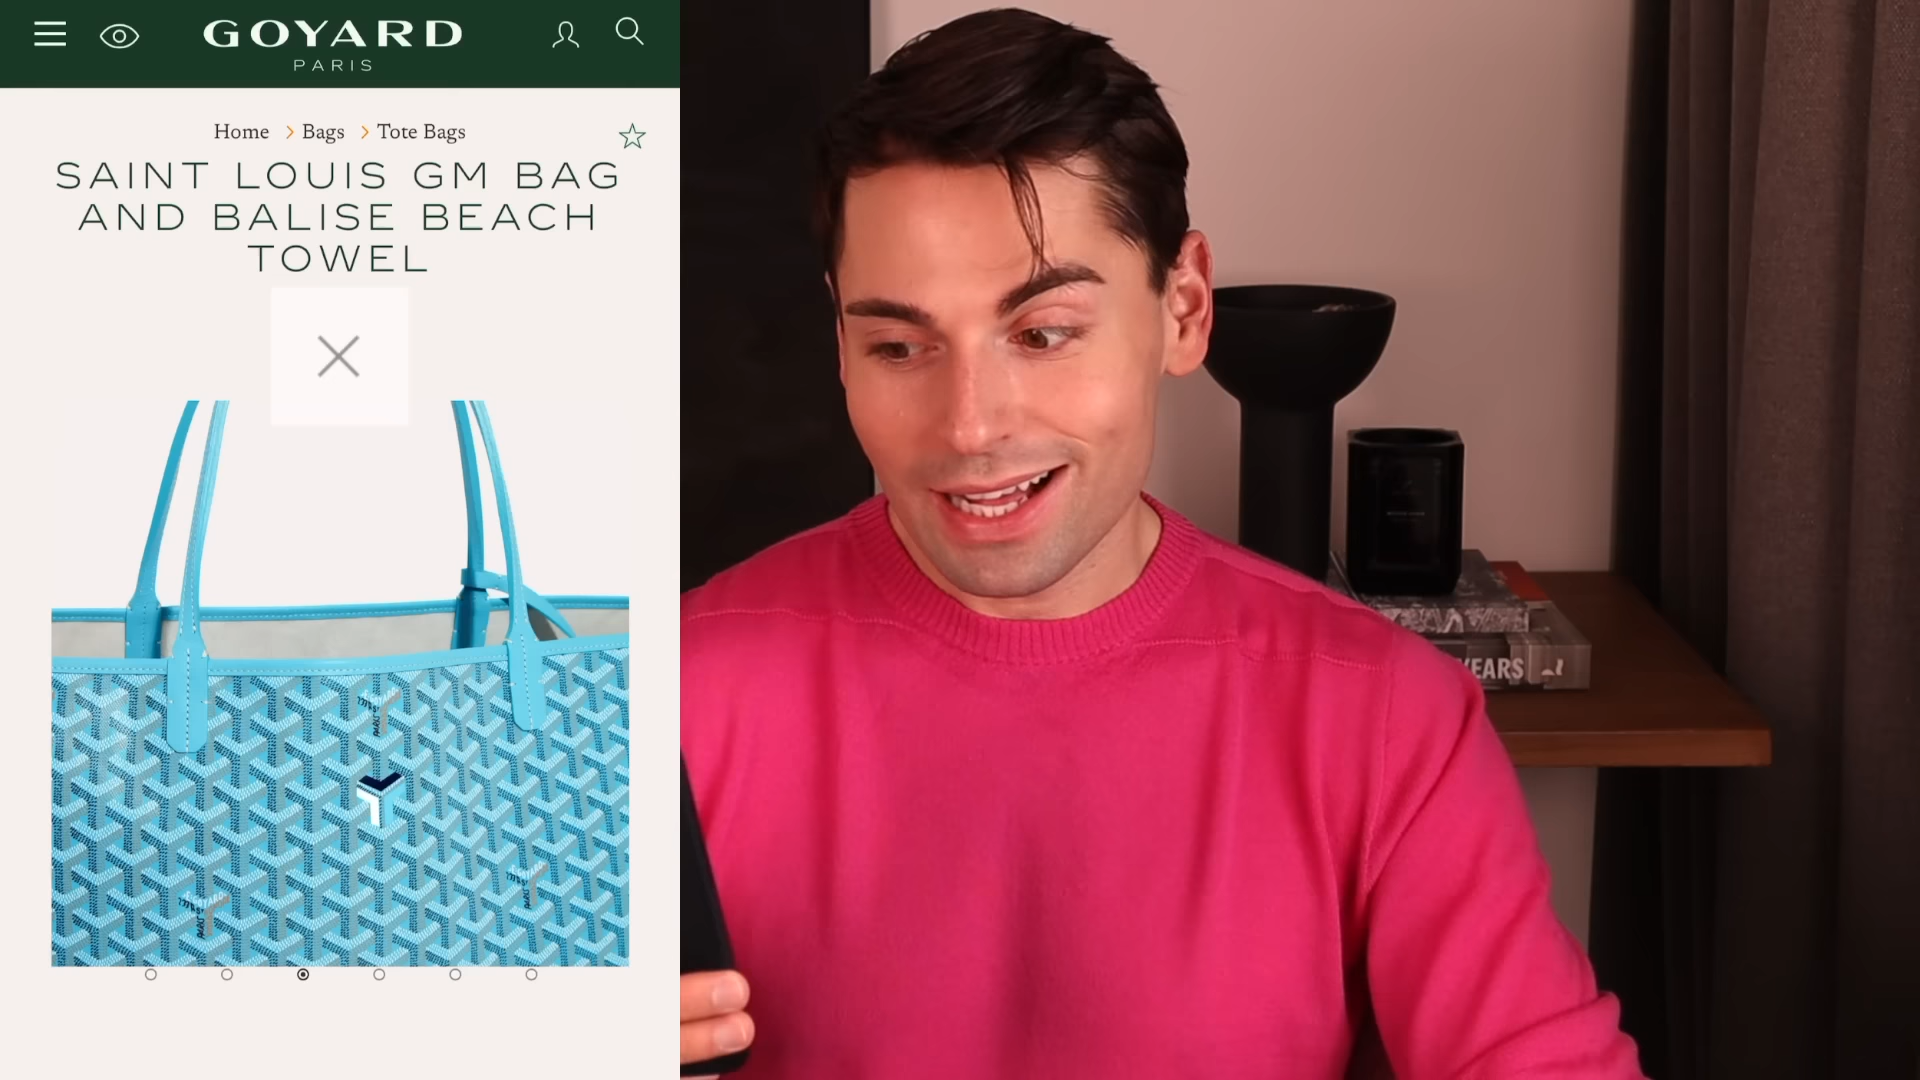 GOYARD
PARIS
Home > Bags > Tote Bags
SAINT LOUIS GM BAG
AND BALISE BEACH
TOWEL
YEARS